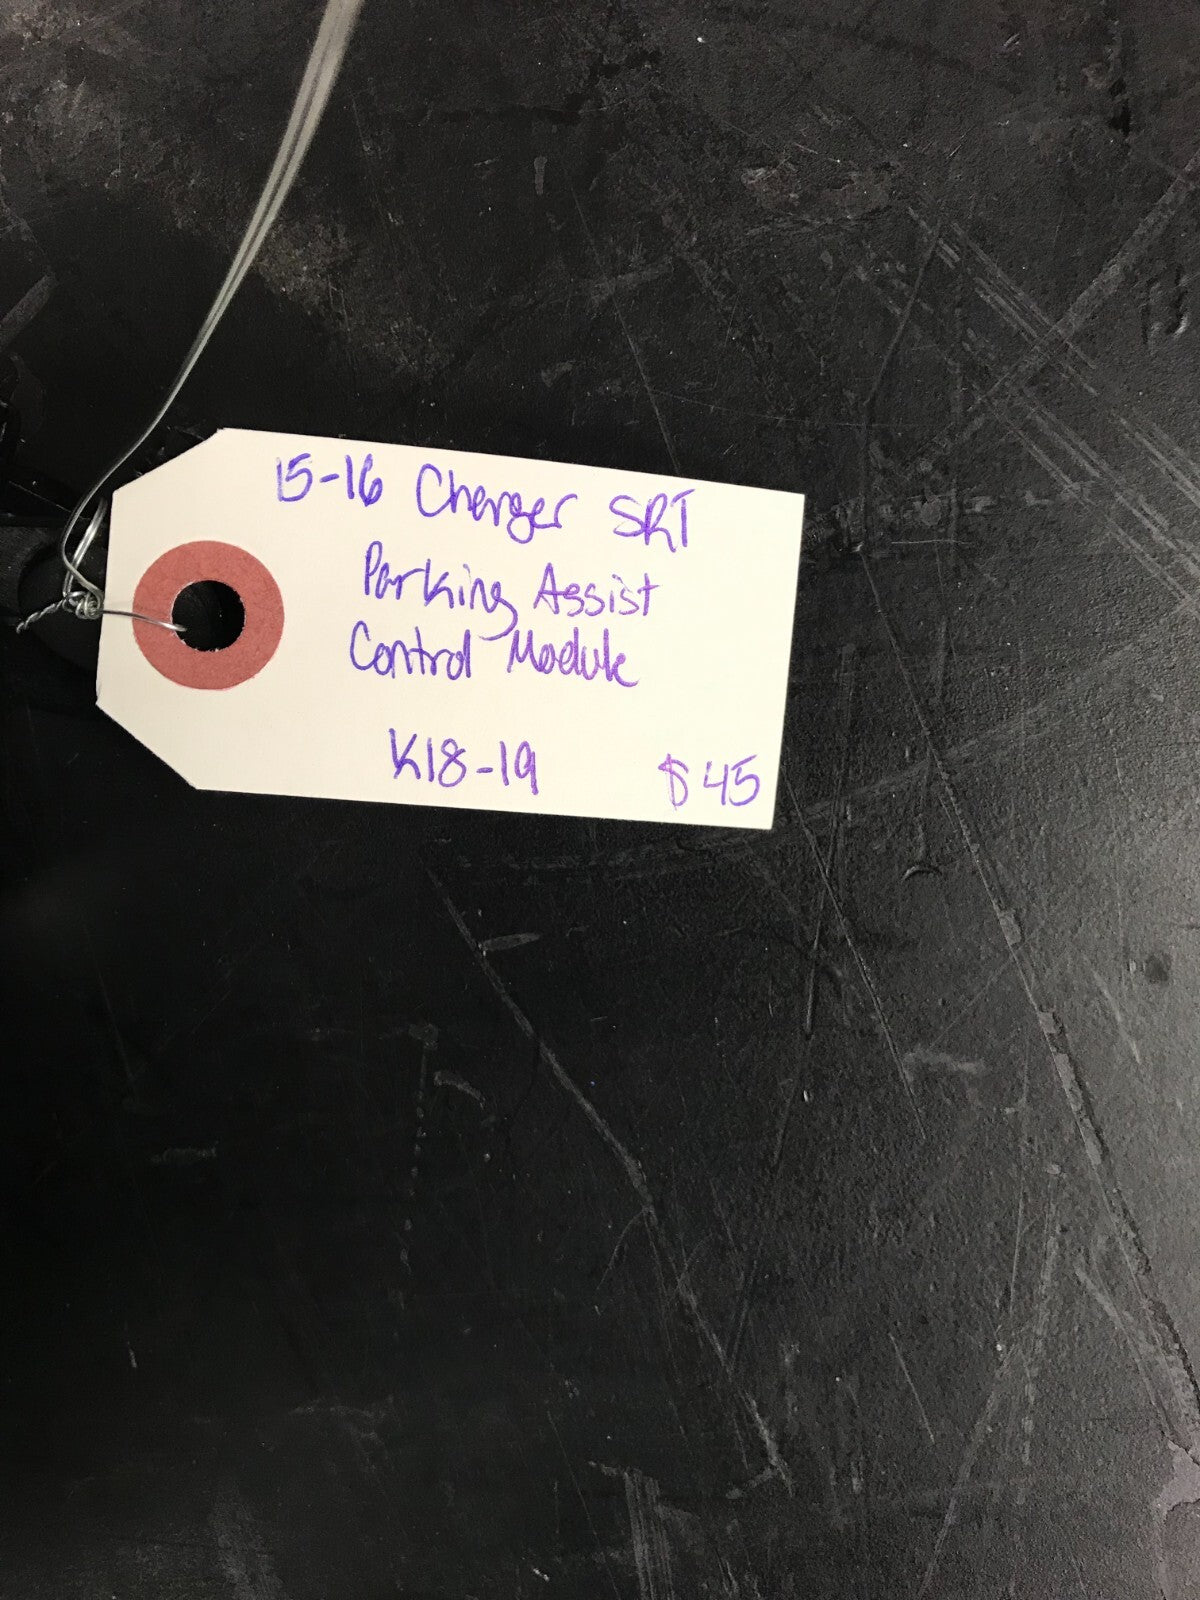 15-16 Charger SRT
Parking Assist
Control Module
K18-19 $45